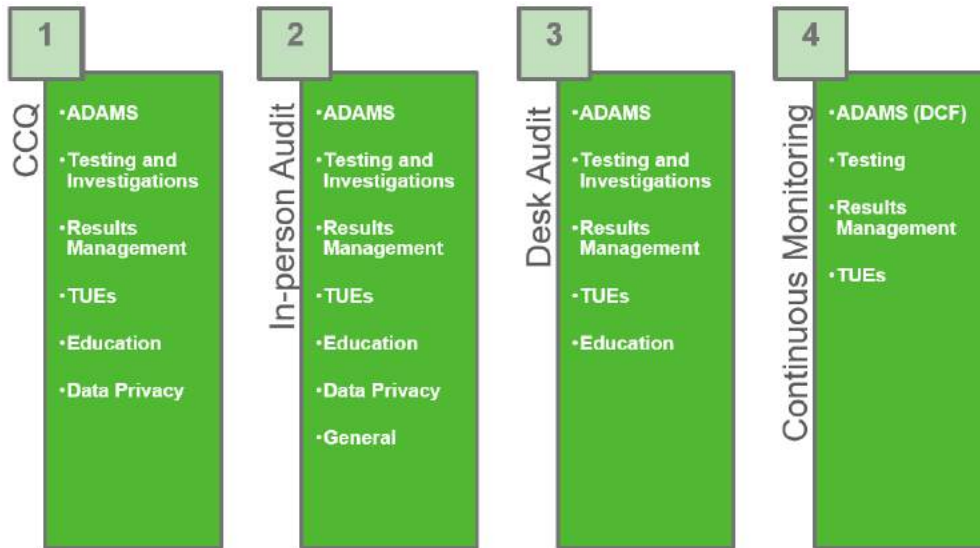 1
CCQ
•ADAMS
•Testing and
Investigations
•Results
Management
•TUEs
•Education
•Data Privacy
2
In-person Audit
•ADAMS
•Testing and
Investigations
•Results
Management
•TUEs
•Education
•Data Privacy
•General
3
Desk Audit
•ADAMS
•Testing and
Investigations
•Results
Management
•TUEs
•Education
4
Continuous Monitoring
•ADAMS (DCF)
•Testing
•Results
Management
•TUEs